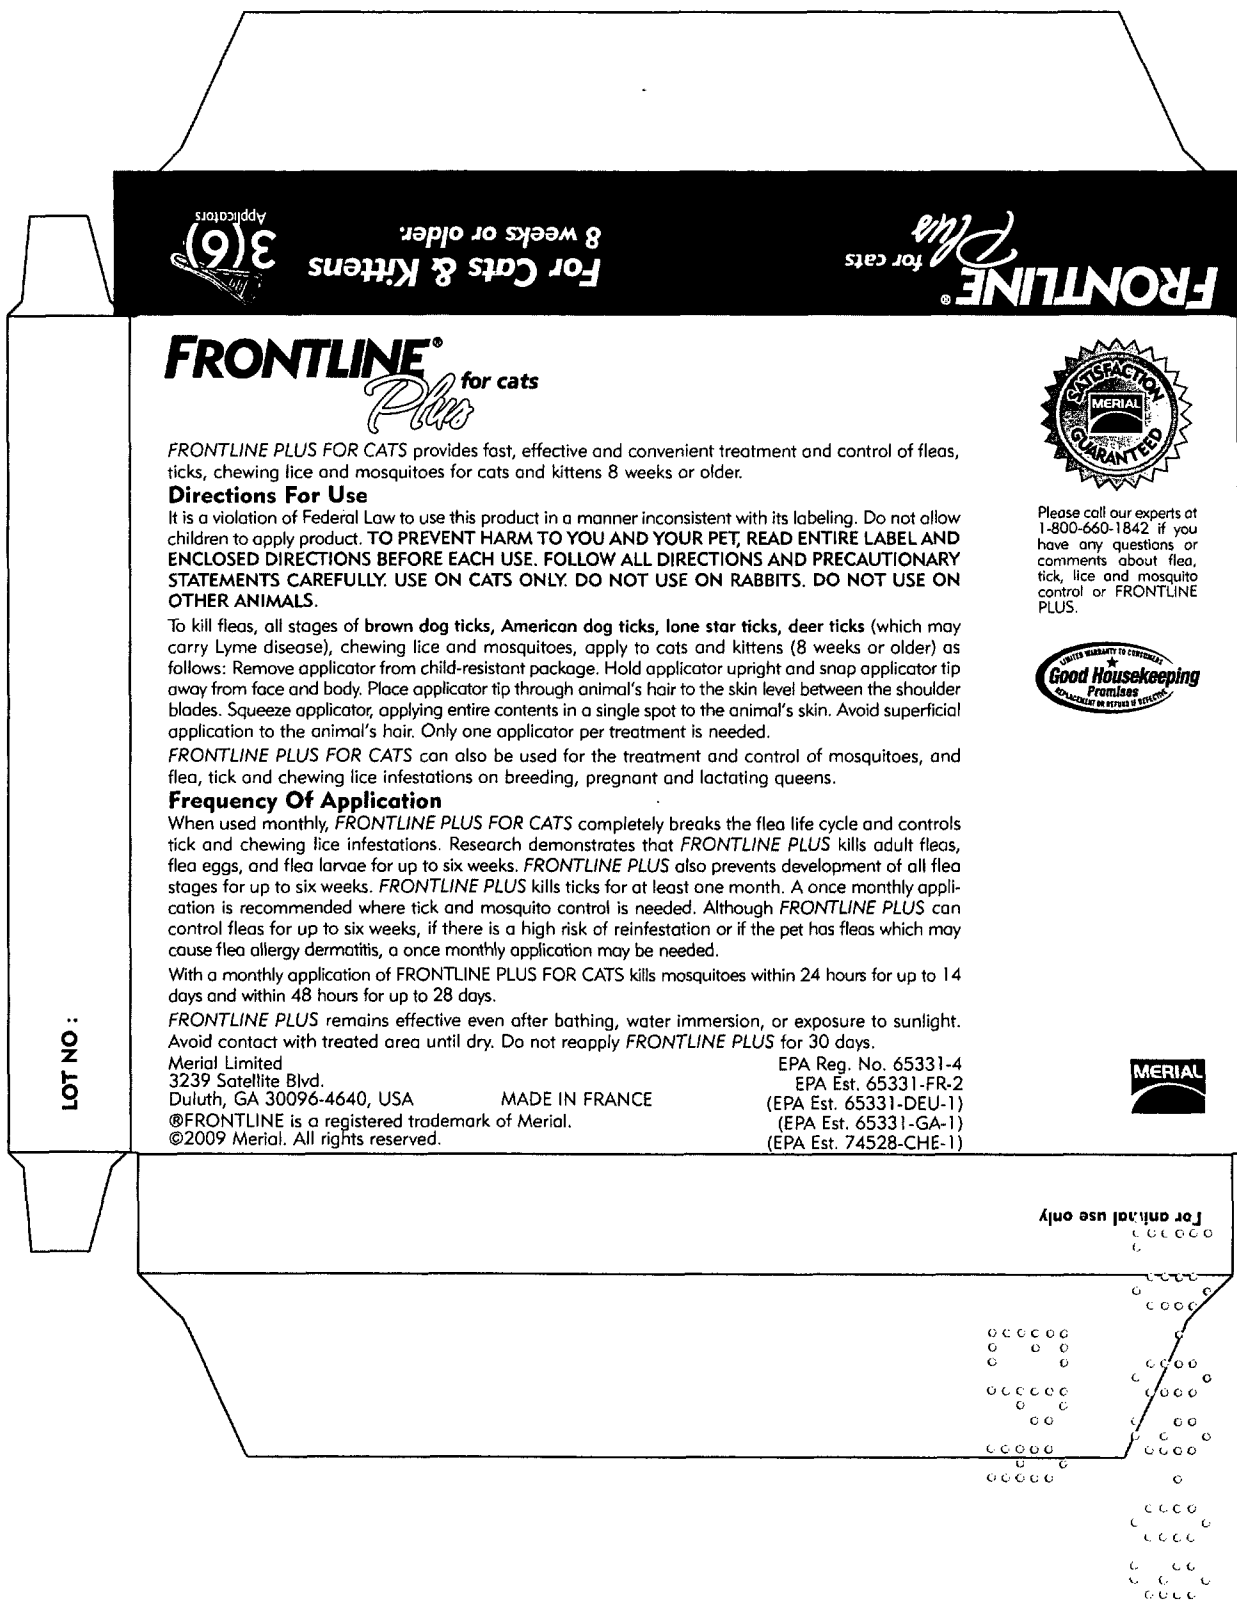 3(6)
Applicators
For Cats & Kittens
8 weeks or older.
FRONTLINE®
Plus for cats
FRONTLINE®
Plus for cats
FRONTLINE PLUS FOR CATS provides fast, effective and convenient treatment and control of fleas,
ticks, chewing lice and mosquitoes for cats and kittens 8 weeks or older.
Directions For Use
It is a violation of Federal Law to use this product in a manner inconsistent with its labeling. Do not allow
children to apply product. TO PREVENT HARM TO YOU AND YOUR PET, READ ENTIRE LABEL AND
ENCLOSED DIRECTIONS BEFORE EACH USE. FOLLOW ALL DIRECTIONS AND PRECAUTIONARY
STATEMENTS CAREFULLY. USE ON CATS ONLY. DO NOT USE ON RABBITS. DO NOT USE ON
OTHER ANIMALS.
To kill fleas, all stages of brown dog ticks, American dog ticks, lone star ticks, deer ticks (which may
carry Lyme disease), chewing lice and mosquitoes, apply to cats and kittens (8 weeks or older) as
follows: Remove applicator from child-resistant package. Hold applicator upright and snap applicator tip
away from face and body. Place applicator tip through animal's hair to the skin level between the shoulder
blades. Squeeze applicator, applying entire contents in a single spot to the animal's skin. Avoid superficial
application to the animal's hair. Only one applicator per treatment is needed.
FRONTLINE PLUS FOR CATS can also be used for the treatment and control of mosquitoes, and
flea, tick and chewing lice infestations on breeding, pregnant and lactating queens.
Frequency Of Application
When used monthly, FRONTLINE PLUS FOR CATS completely breaks the flea life cycle and controls
tick and chewing lice infestations. Research demonstrates that FRONTLINE PLUS kills adult fleas,
flea eggs, and flea larvae for up to six weeks. FRONTLINE PLUS also prevents development of all flea
stages for up to six weeks. FRONTLINE PLUS kills ticks for at least one month. A once monthly appli-
cation is recommended where tick and mosquito control is needed. Although FRONTLINE PLUS can
control fleas for up to six weeks, if there is a high risk of reinfestation or if the pet has fleas which may
cause flea allergy dermatitis, a once monthly application may be needed.
With a monthly application of FRONTLINE PLUS FOR CATS kills mosquitoes within 24 hours for up to 14
days and within 48 hours for up to 28 days.
FRONTLINE PLUS remains effective even after bathing, water immersion, or exposure to sunlight.
Avoid contact with treated area until dry. Do not reapply FRONTLINE PLUS for 30 days.
Merial Limited
3239 Satellite Blvd.
Duluth, GA 30096-4640, USA
MADE IN FRANCE
®FRONTLINE is a registered trademark of Merial.
©2009 Merial. All rights reserved.
EPA Reg. No. 65331-4
EPA Est. 65331-FR-2
(EPA Est. 65331-DEU-1)
(EPA Est. 65331-GA-1)
(EPA Est. 74528-CHE-1)
SATISFACTION
MERIAL
GUARANTEED
Please call our experts at
1-800-660-1842 if you
have any questions or
comments about flea,
tick, lice and mosquito
control or FRONTLINE
PLUS.
LIMITED WARRANTY TO CONSUMERS
Good Housekeeping
Promises
REPLACEMENT OR REFUND IF DEFECTIVE
MERIAL
LOT NO :
For animal use only